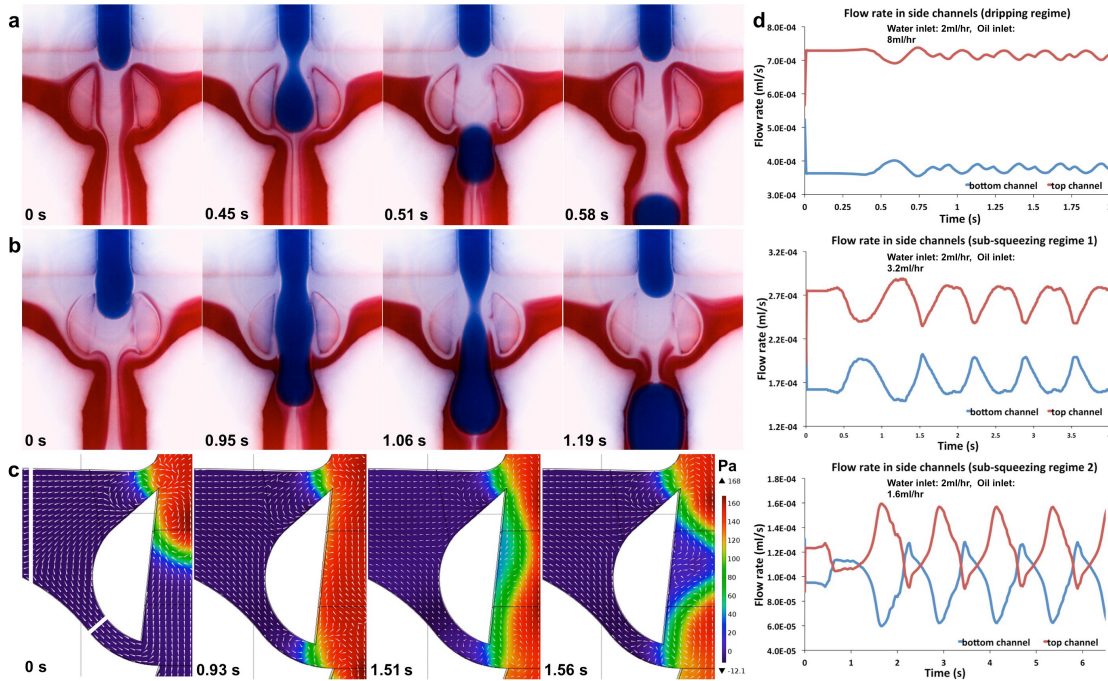 a
0 s
0.45 s
0.51 s
0.58 s
b
0 s
0.95 s
1.06 s
1.19 s
c
0 s
0.93 s
1.51 s
1.56 s
Pa
168
160
140
120
100
80
60
40
20
0
-12.1
d
Flow rate in side channels (dripping regime)
Water inlet: 2ml/hr, Oil inlet:
8ml/hr
8.0E-04
7.0E-04
6.0E-04
5.0E-04
4.0E-04
3.0E-04
Flow rate (ml/s)
bottom channel
top channel
0 0.25 0.5 0.75 1 1.25 1.5 1.75 2
Time (s)
Flow rate in side channels (sub-squeezing regime 1)
Water inlet: 2ml/hr, Oil inlet:
3.2ml/hr
3.2E-04
2.7E-04
2.2E-04
1.7E-04
1.2E-04
Flow rate (ml/s)
bottom channel
top channel
0 0.5 1 1.5 2 2.5 3 3.5 4
Time (s)
Flow rate in side channels (sub-squeezing regime 2)
Water inlet: 2ml/hr, Oil inlet:
1.6ml/hr
1.8E-04
1.6E-04
1.4E-04
1.2E-04
1.0E-04
8.0E-05
6.0E-05
4.0E-05
Flow rate (ml/s)
bottom channel
top channel
0 1 2 3 4 5 6
Time (s)